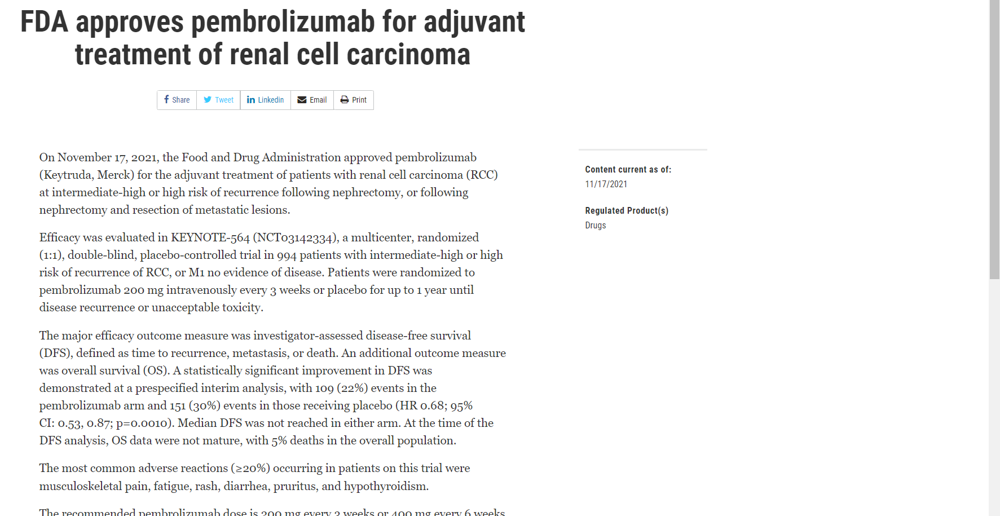 FDA approves pembrolizumab for adjuvant
treatment of renal cell carcinoma
Share
Tweet
Linkedin
Email
Print
On November 17, 2021, the Food and Drug Administration approved pembrolizumab
(Keytruda, Merck) for the adjuvant treatment of patients with renal cell carcinoma (RCC)
at intermediate-high or high risk of recurrence following nephrectomy, or following
nephrectomy and resection of metastatic lesions.
Efficacy was evaluated in KEYNOTE-564 (NCT03142334), a multicenter, randomized
(1:1), double-blind, placebo-controlled trial in 994 patients with intermediate-high or high
risk of recurrence of RCC, or M1 no evidence of disease. Patients were randomized to
pembrolizumab 200 mg intravenously every 3 weeks or placebo for up to 1 year until
disease recurrence or unacceptable toxicity.
The major efficacy outcome measure was investigator-assessed disease-free survival
(DFS), defined as time to recurrence, metastasis, or death. An additional outcome measure
was overall survival (OS). A statistically significant improvement in DFS was
demonstrated at a prespecified interim analysis, with 109 (22%) events in the
pembrolizumab arm and 151 (30%) events in those receiving placebo (HR 0.68; 95%
CI: 0.53, 0.87; p=0.0010). Median DFS was not reached in either arm. At the time of the
DFS analysis, OS data were not mature, with 5% deaths in the overall population.
The most common adverse reactions (≥20%) occurring in patients on this trial were
musculoskeletal pain, fatigue, rash, diarrhea, pruritus, and hypothyroidism.
The recommended pembrolizumab dose is 200 mg every 3 weeks or 400 mg every 6 weeks
Content current as of:
11/17/2021
Regulated Product(s)
Drugs